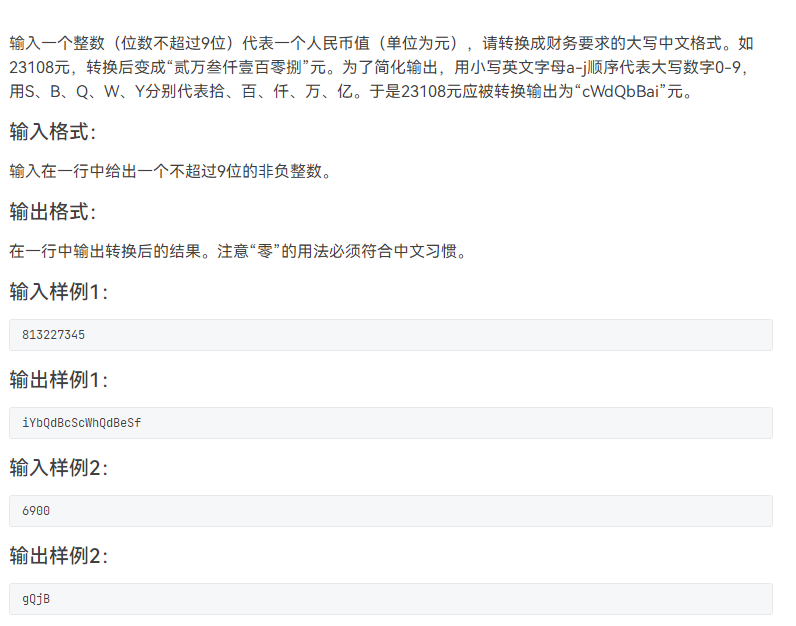 输入一个整数（位数不超过9位）代表一个人民币值（单位为元），请转换成财务要求的大写中文格式。如
23108元，转换后变成“贰万叁仟壹百零捌”元。为了简化输出，用小写英文字母a-j顺序代表大写数字0-9，
用S、B、Q、W、Y分别代表拾、百、仟、万、亿。于是23108元应被转换输出为“cWdQbBai”元。
输入格式：
输入在一行中给出一个不超过9位的非负整数。
输出格式：
在一行中输出转换后的结果。注意“零”的用法必须符合中文习惯。
输入样例1：
813227345
输出样例1：
iYbQdBcScWhQdBeSf
输入样例2：
6900
输出样例2：
gQjB